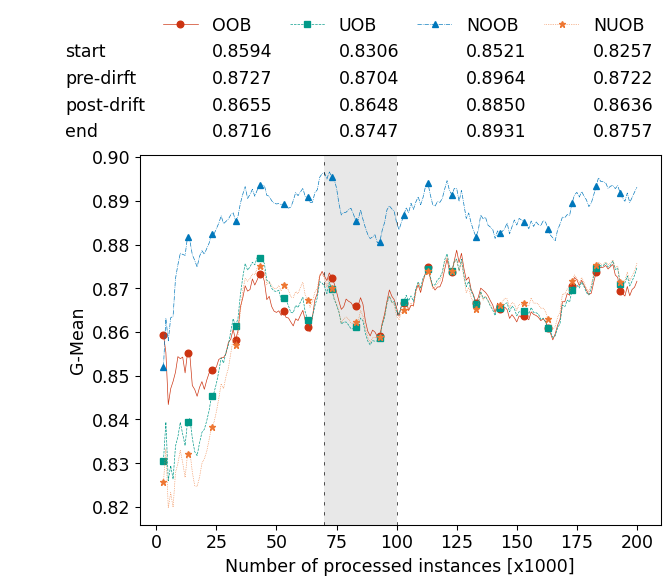 OOB UOB NOOB NUOB
start 0.8594 0.8306 0.8521 0.8257
pre-dirft 0.8727 0.8704 0.8964 0.8722
post-drift 0.8655 0.8648 0.8850 0.8636
end 0.8716 0.8747 0.8931 0.8757
0.90
0.89
0.88
0.87
0.86
0.85
0.84
0.83
0.82
G-Mean
0 25 50 75 100 125 150 175 200
Number of processed instances [x1000]